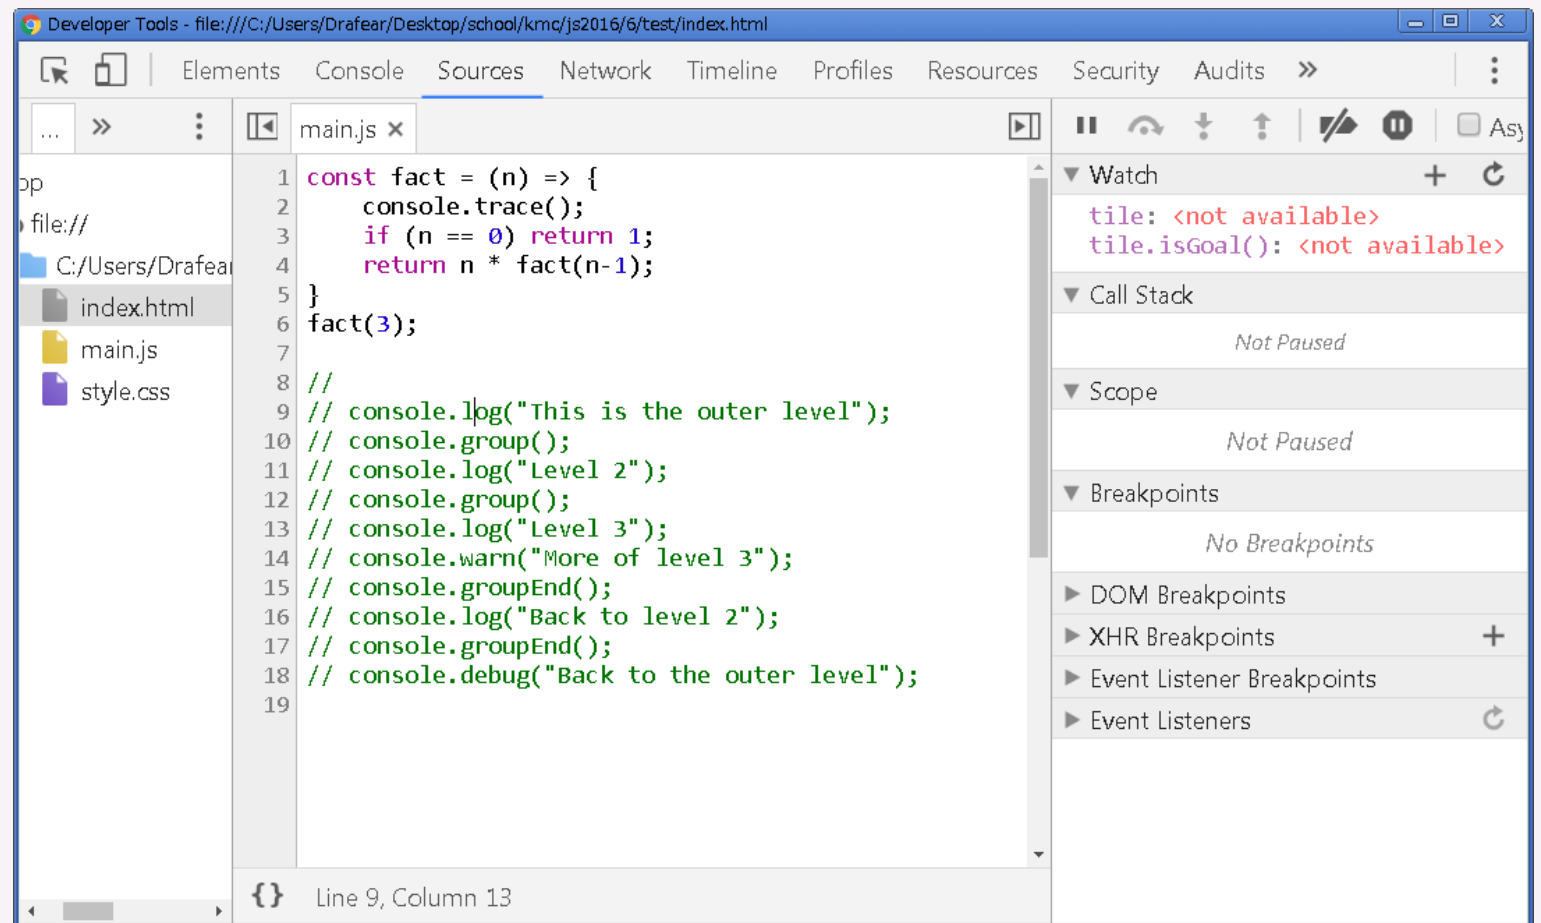 Developer Tools - file:///C:/Users/Drafear/Desktop/school/kmc/js2016/6/test/index.html
Elements Console Sources Network Timeline Profiles Resources Security Audits »
... »
main.js ×
Asy
op
file://
C:/Users/Drafear
index.html
main.js
style.css
1 const fact = (n) => {
2     console.trace();
3     if (n == 0) return 1;
4     return n * fact(n-1);
5 }
6 fact(3);
7
8 //
9 // console.log("This is the outer level");
10 // console.group();
11 // console.log("Level 2");
12 // console.group();
13 // console.log("Level 3");
14 // console.warn("More of level 3");
15 // console.groupEnd();
16 // console.log("Back to level 2");
17 // console.groupEnd();
18 // console.debug("Back to the outer level");
19
{} Line 9, Column 13
Watch
tile: <not available>
tile.isGoal(): <not available>
Call Stack
Not Paused
Scope
Not Paused
Breakpoints
No Breakpoints
DOM Breakpoints
XHR Breakpoints
Event Listener Breakpoints
Event Listeners